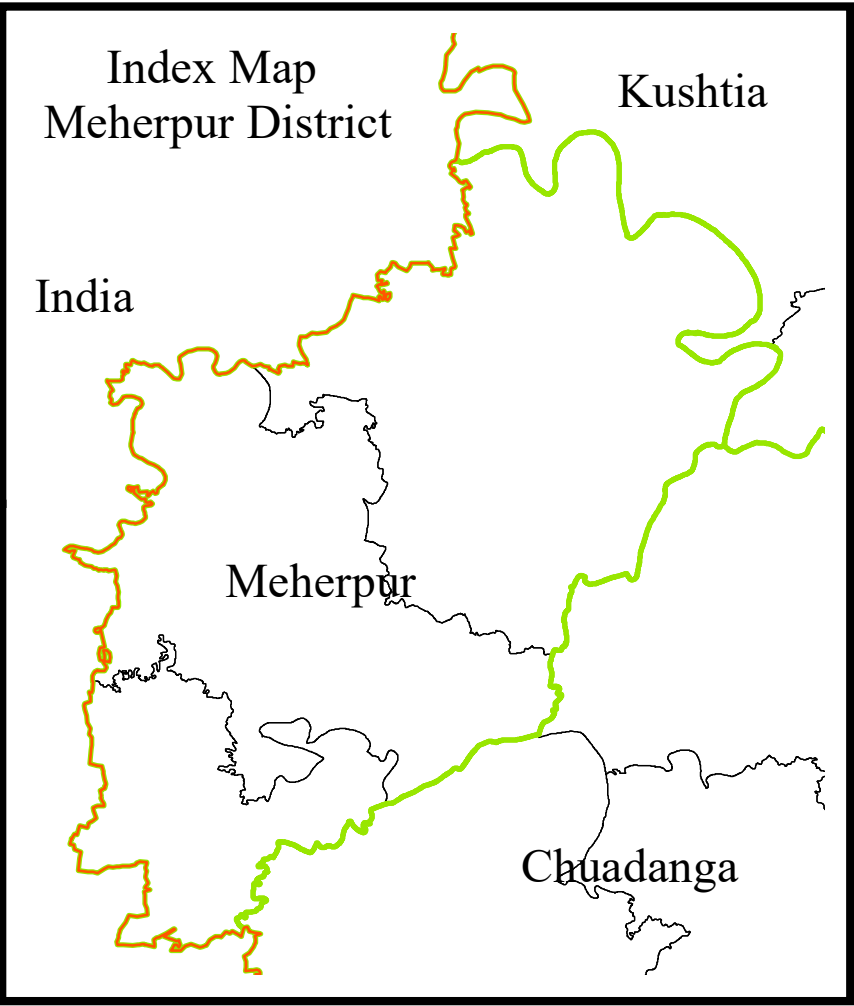 Index Map
Meherpur District
Kushtia
India
Meherpur
Chuadanga